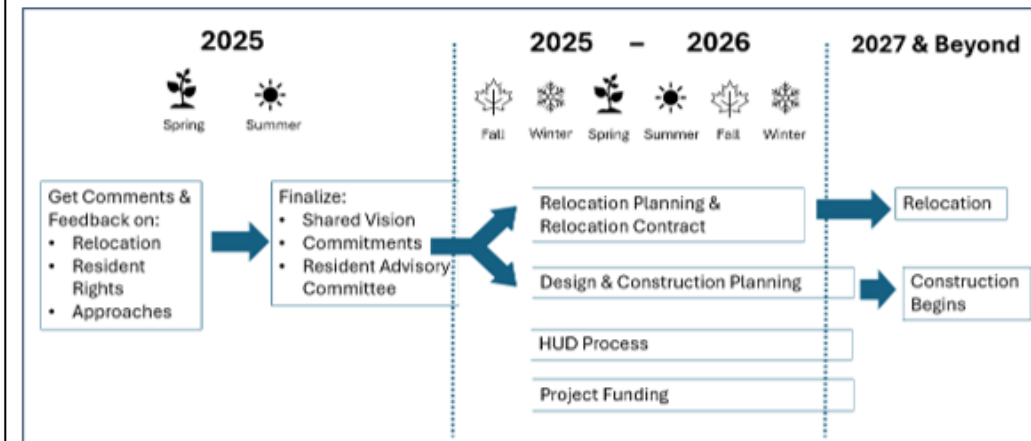 2025
2025 – 2026
2027 & Beyond
Spring
Summer
Fall
Winter
Spring
Summer
Fall
Winter
Get Comments &
Feedback on:
• Relocation
• Resident
Rights
• Approaches
Finalize:
• Shared Vision
• Commitments
• Resident Advisory
Committee
Relocation Planning &
Relocation Contract
Relocation
Design & Construction Planning
Construction
Begins
HUD Process
Project Funding